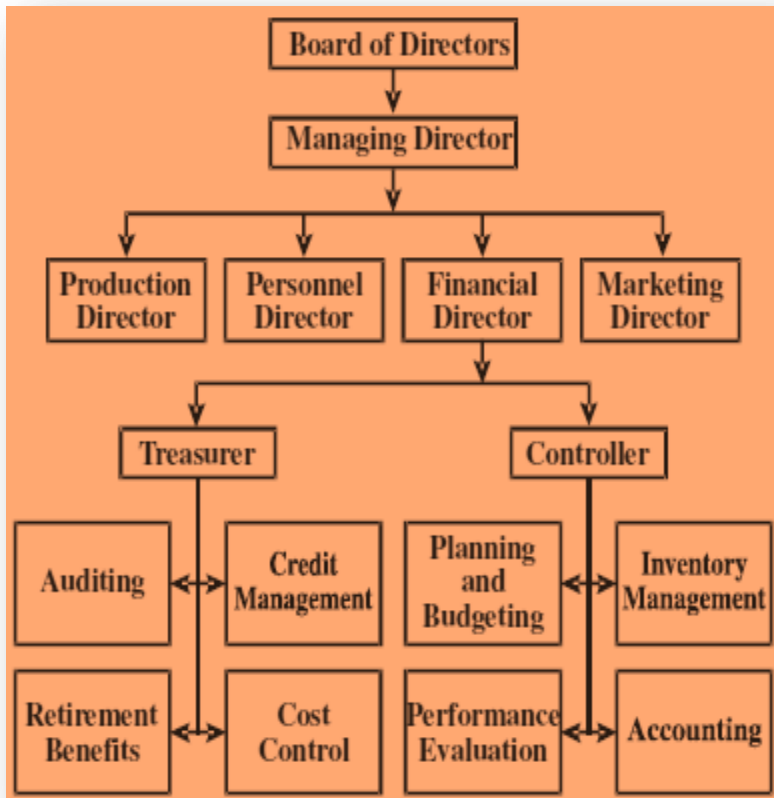 Board of Directors
Managing Director
Production
Director
Personnel
Director
Financial
Director
Marketing
Director
Treasurer
Controller
Auditing
Credit
Management
Planning
and
Budgeting
Inventory
Management
Retirement
Benefits
Cost
Control
Performance
Evaluation
Accounting